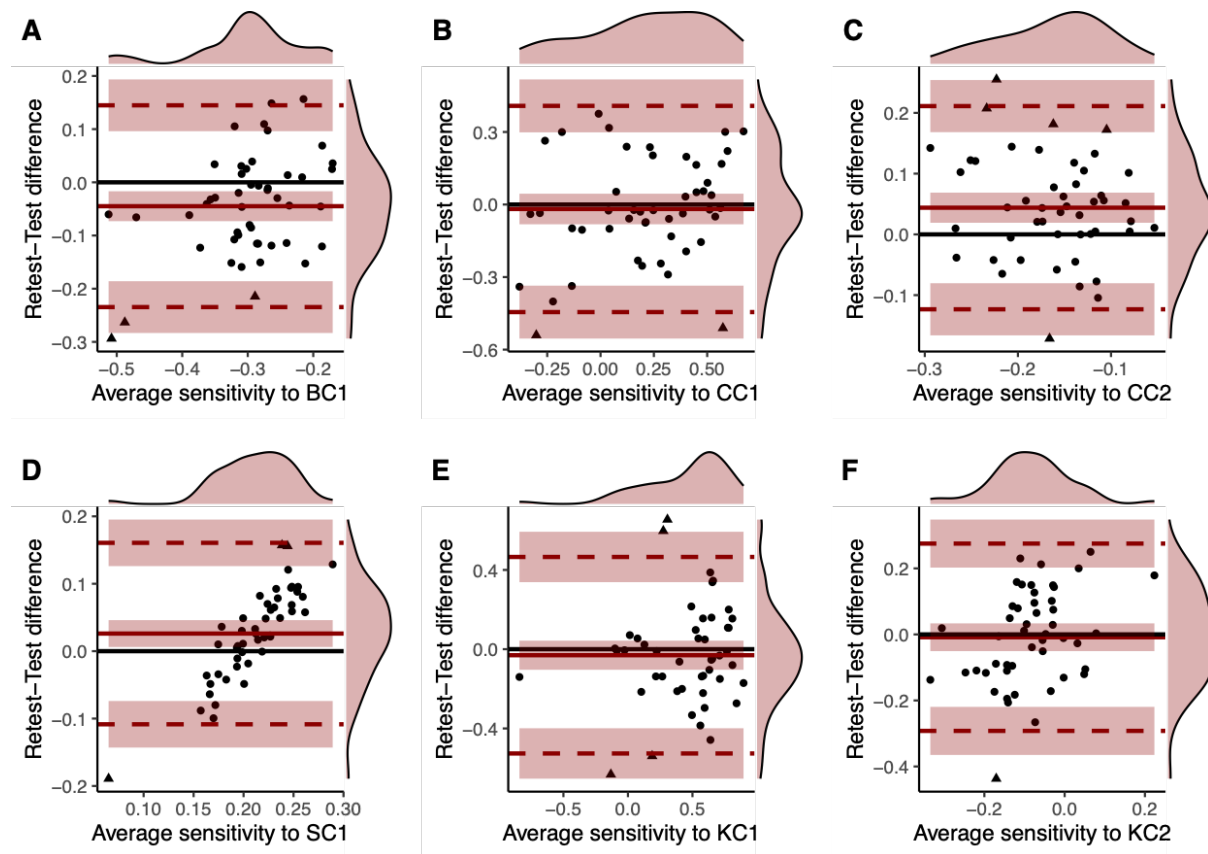 A
Retest−Test difference
0.2
0.1
0.0
−0.1
−0.2
−0.3
−0.5
−0.4
−0.3
−0.2
Average sensitivity to BC1
B
Retest−Test difference
0.3
0.0
−0.3
−0.6
−0.25
0.00
0.25
0.50
Average sensitivity to CC1
C
Retest−Test difference
0.2
0.1
0.0
−0.1
−0.3
−0.2
−0.1
Average sensitivity to CC2
D
Retest−Test difference
0.2
0.1
0.0
−0.1
−0.2
0.10
0.15
0.20
0.25
0.30
Average sensitivity to SC1
E
Retest−Test difference
0.4
0.0
−0.4
−0.5
0.0
0.5
Average sensitivity to KC1
F
Retest−Test difference
0.2
0.0
−0.2
−0.4
−0.2
0.0
0.2
Average sensitivity to KC2